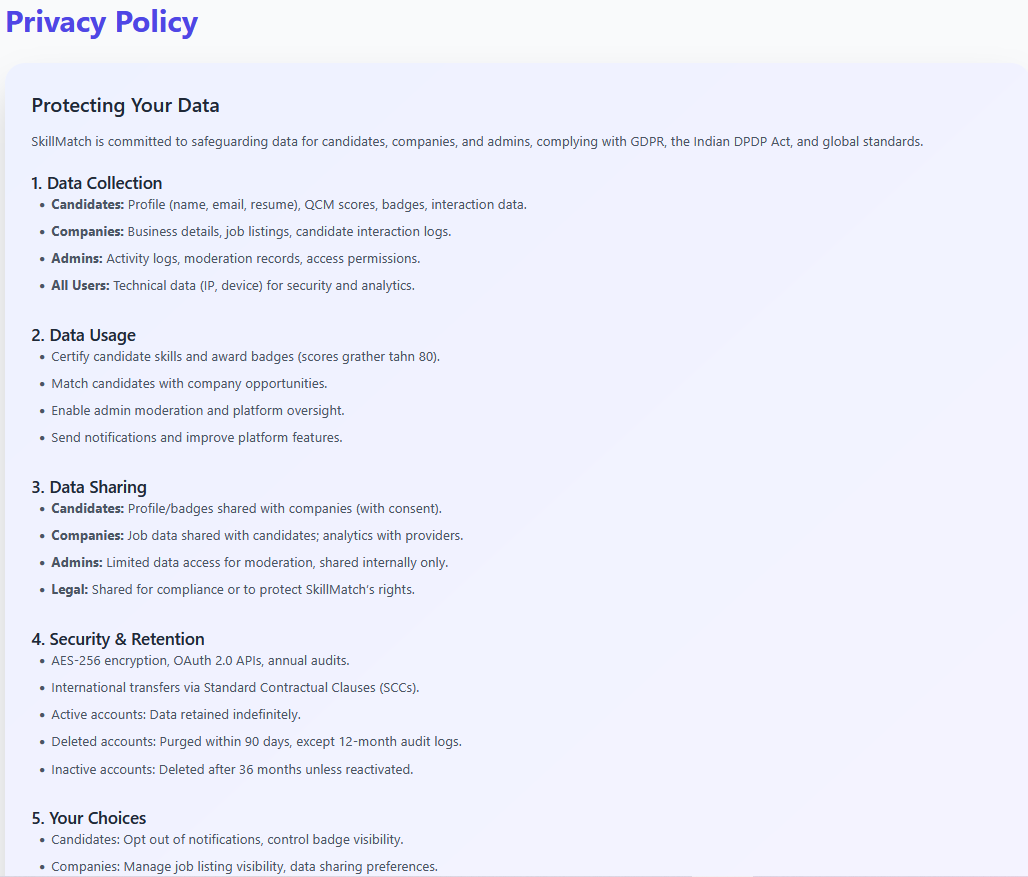 Privacy Policy
Protecting Your Data
SkillMatch is committed to safeguarding data for candidates, companies, and admins, complying with GDPR, the Indian DPDP Act, and global standards.
1. Data Collection
• Candidates: Profile (name, email, resume), QCM scores, badges, interaction data.
• Companies: Business details, job listings, candidate interaction logs.
• Admins: Activity logs, moderation records, access permissions.
• All Users: Technical data (IP, device) for security and analytics.
2. Data Usage
• Certify candidate skills and award badges (scores grather tahn 80).
• Match candidates with company opportunities.
• Enable admin moderation and platform oversight.
• Send notifications and improve platform features.
3. Data Sharing
• Candidates: Profile/badges shared with companies (with consent).
• Companies: Job data shared with candidates; analytics with providers.
• Admins: Limited data access for moderation, shared internally only.
• Legal: Shared for compliance or to protect SkillMatch's rights.
4. Security & Retention
• AES-256 encryption, OAuth 2.0 APIs, annual audits.
• International transfers via Standard Contractual Clauses (SCCs).
• Active accounts: Data retained indefinitely.
• Deleted accounts: Purged within 90 days, except 12-month audit logs.
• Inactive accounts: Deleted after 36 months unless reactivated.
5. Your Choices
• Candidates: Opt out of notifications, control badge visibility.
• Companies: Manage job listing visibility, data sharing preferences.